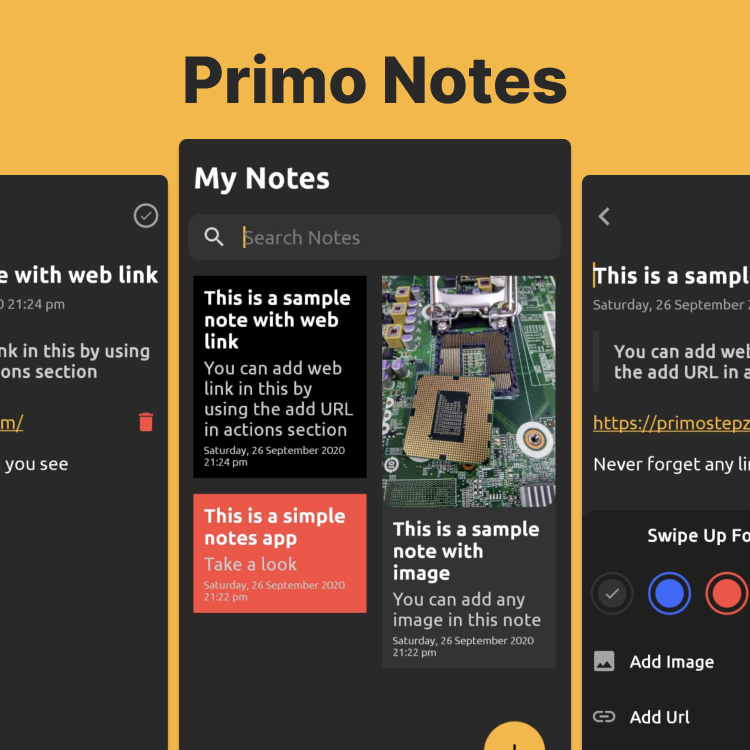 Primo Notes
e with web link
0 21:24 pm
nk in this by using
ons section
m/
you see
My Notes
Search Notes
This is a sample
note with web
link
You can add web
link in this by
using the add URL
in actions section
Saturday, 26 September 2020
21:24 pm
This is a simple
notes app
Take a look
Saturday, 26 September 2020
21:22 pm
This is a sample
note with
image
You can add any
image in this note
Saturday, 26 September 2020
21:22 pm
This is a sampl
Saturday, 26 September 2
You can add web
the add URL in a
https://primostepz
Never forget any li
Swipe Up Fo
Add Image
Add Url